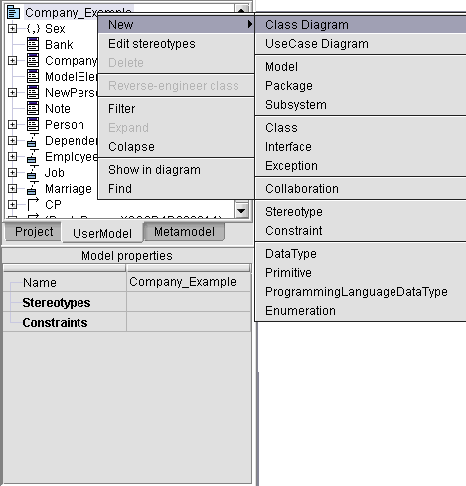 Company_Example
Sex
Bank
Company
ModelElem
NewPerso
Note
Person
Depender
Employee
Job
Marriage
CP
New
Edit stereotypes
Delete
Reverse-engineer class
Filter
Expand
Colapse
Show in diagram
Find
Class Diagram
UseCase Diagram
Model
Package
Subsystem
Class
Interface
Exception
Collaboration
Stereotype
Constraint
DataType
Primitive
ProgrammingLanguageDataType
Enumeration
Project UserModel Metamodel
Model properties
Name Company_Example
Stereotypes
Constraints